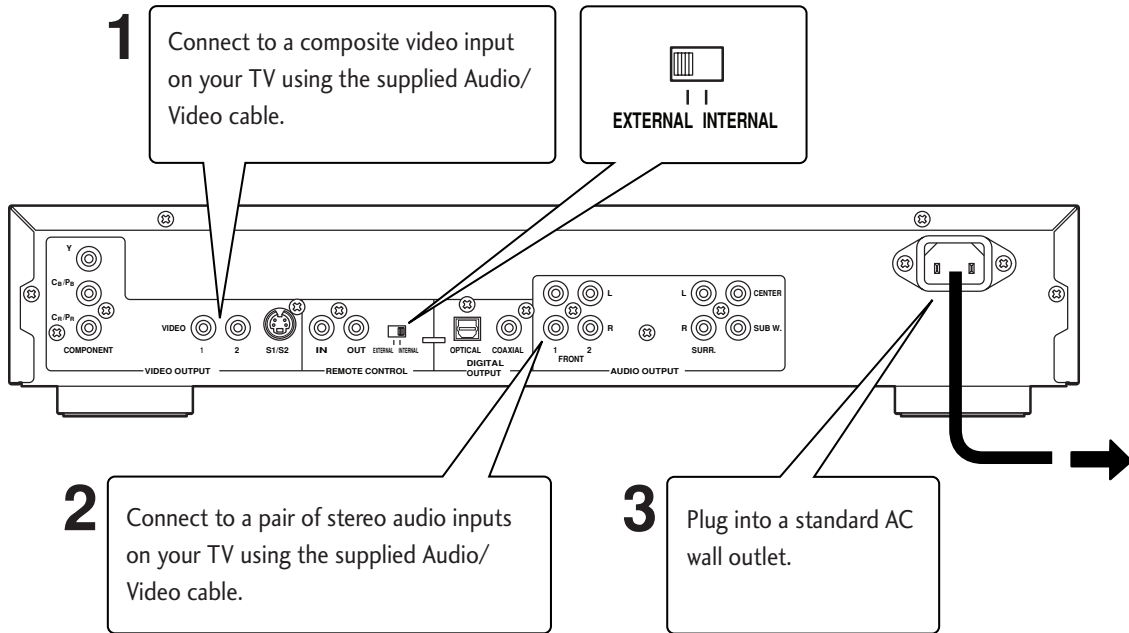 1
Connect to a composite video input
on your TV using the supplied Audio/
Video cable.
EXTERNAL INTERNAL
Y
CB/PB
CR/PR
COMPONENT
VIDEO
1
2
S1/S2
VIDEO OUTPUT
IN
OUT
EXTERNAL INTERNAL
REMOTE CONTROL
OPTICAL
COAXIAL
DIGITAL
OUTPUT
L
R
1
2
FRONT
L
R
SURR.
CENTER
SUB W.
AUDIO OUTPUT
2
Connect to a pair of stereo audio inputs
on your TV using the supplied Audio/
Video cable.
3
Plug into a standard AC
wall outlet.